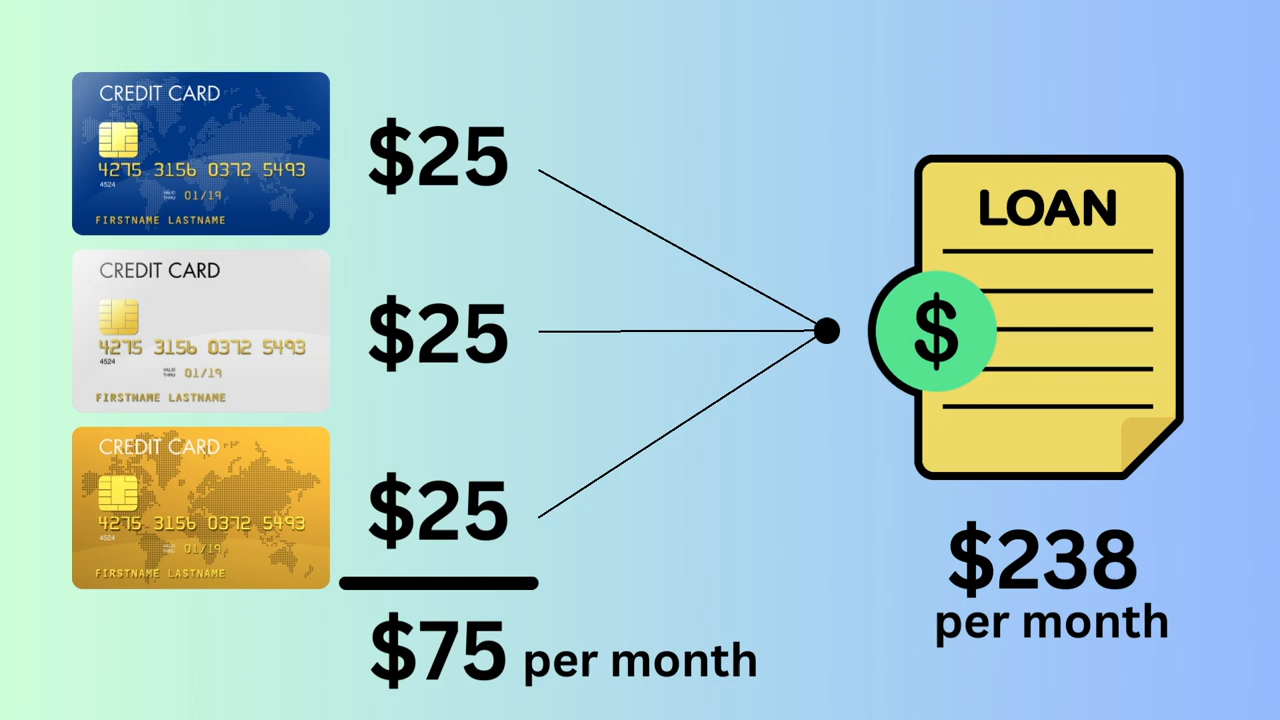 CREDIT CARD
4275 3156 0372 5493
4524
VALID
THRU
01/19
FIRSTNAME LASTNAME
$25
CREDIT CARD
4275 3156 0372 5493
4524
VALID
THRU
01/19
FIRSTNAME LASTNAME
$25
CREDIT CARD
4275 3156 0372 5493
4524
VALID
THRU
01/19
FIRSTNAME LASTNAME
$25
$75 per month
LOAN
$
$238
per month